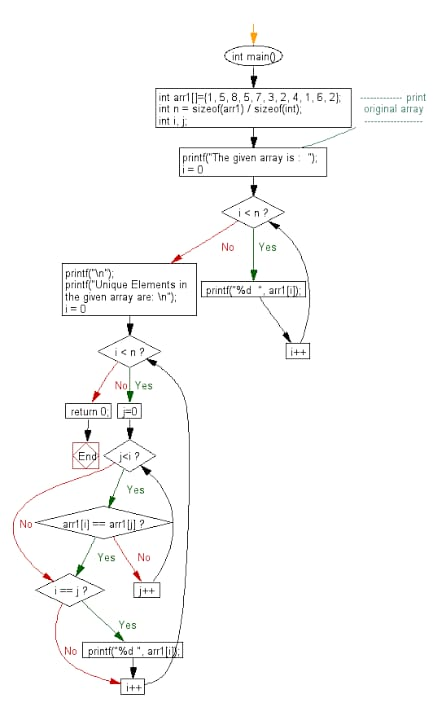 int main()
int arr1[]={1, 5, 8, 5, 7, 3, 2, 4, 1, 6, 2};
int n = sizeof(arr1) / sizeof(int);
int i, j;
------------ print
original array
-----------------
printf("The given array is :  ");
i = 0
i < n ?
No
Yes
printf("%d  ", arr1[i]);
i++
printf("\n");
printf("Unique Elements in
the given array are: \n");
i = 0
i < n ?
No
Yes
return 0;
j=0
End
j<i ?
Yes
No
arr1[i] == arr1[j] ?
Yes
No
i == j ?
j++
Yes
No
printf("%d ", arr1[i]);
i++